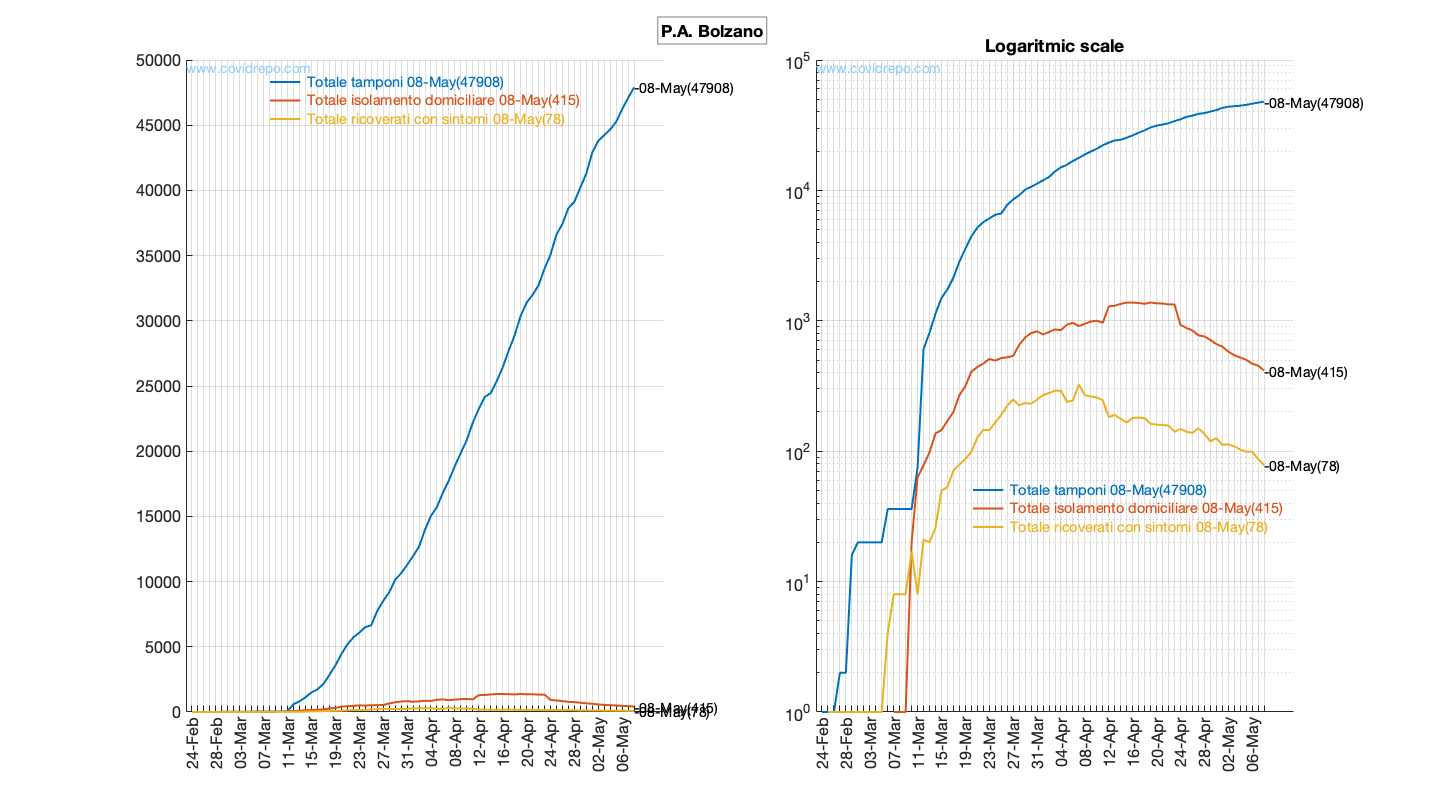 P.A. Bolzano
www.covidrepo.com
Totale tamponi 08-May(47908)
Totale isolamento domiciliare 08-May(415)
Totale ricoverati con sintomi 08-May(78)
08-May(47908)
08-May(415)
08-May(78)
50000
45000
40000
35000
30000
25000
20000
15000
10000
5000
0
24-Feb
28-Feb
03-Mar
07-Mar
11-Mar
15-Mar
19-Mar
23-Mar
27-Mar
31-Mar
04-Apr
08-Apr
12-Apr
16-Apr
20-Apr
24-Apr
28-Apr
02-May
06-May
Logaritmic scale
www.covidrepo.com
08-May(47908)
08-May(415)
08-May(78)
Totale tamponi 08-May(47908)
Totale isolamento domiciliare 08-May(415)
Totale ricoverati con sintomi 08-May(78)
10^5
10^4
10^3
10^2
10^1
10^0
24-Feb
28-Feb
03-Mar
07-Mar
11-Mar
15-Mar
19-Mar
23-Mar
27-Mar
31-Mar
04-Apr
08-Apr
12-Apr
16-Apr
20-Apr
24-Apr
28-Apr
02-May
06-May